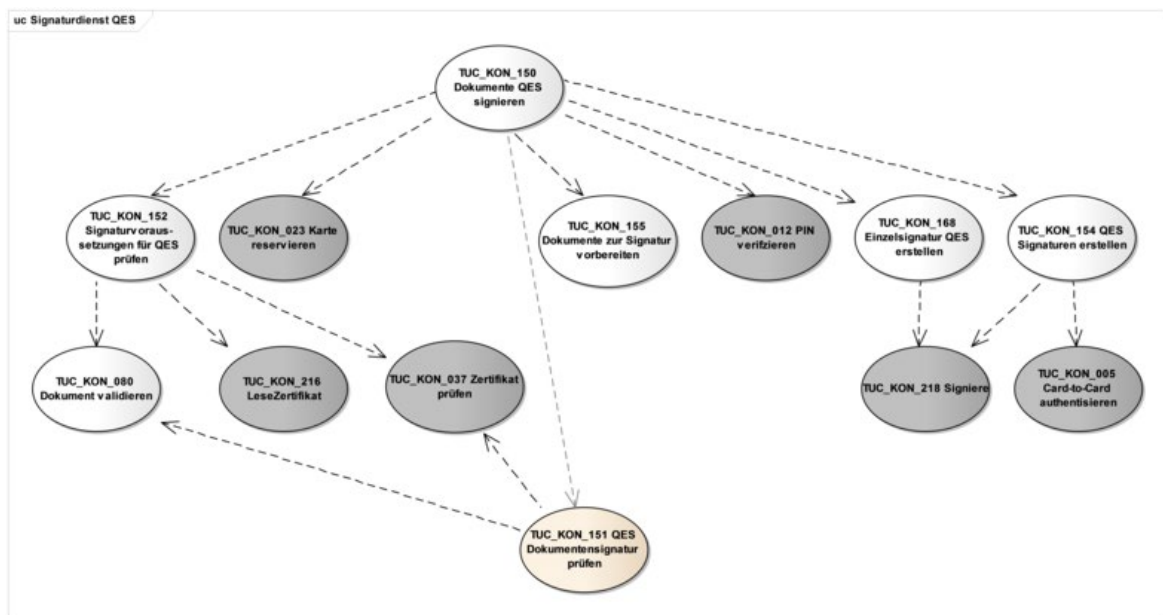 uc Signaturdienst QES
TUC_KON_150
Dokumente QES
signieren
TUC_KON_152
Signaturvoraus-
setzungen für QES
prüfen
TUC_KON_023 Karte
reservieren
TUC_KON_155
Dokumente zur Signatur
vorbereiten
TUC_KON_012 PIN
verifzieren
TUC_KON_168
Einzelsignatur QES
erstellen
TUC_KON_154 QES
Signaturen erstellen
TUC_KON_080
Dokument validieren
TUC_KON_216
LeseZertifikat
TUC_KON_037 Zertifikat
prüfen
TUC_KON_218 Signiere
TUC_KON_005
Card-to-Card
authentisieren
TUC_KON_151 QES
Dokumentensignatur
prüfen